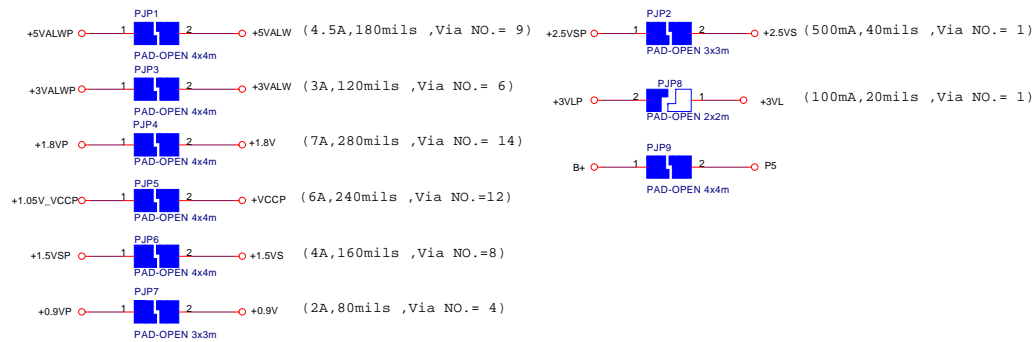 PJP1
+5VALWP 1 2 +5VALW (4.5A,180mils ,Via NO.= 9)
PAD-OPEN 4x4m
PJP3
+3VALWP 1 2 +3VALW (3A,120mils ,Via NO.= 6)
PAD-OPEN 4x4m
PJP4
+1.8VP 1 2 +1.8V (7A,280mils ,Via NO.= 14)
PAD-OPEN 4x4m
PJP5
+1.05V_VCCP 1 2 +VCCP (6A,240mils ,Via NO.=12)
PAD-OPEN 4x4m
PJP6
+1.5VSP 1 2 +1.5VS (4A,160mils ,Via NO.=8)
PAD-OPEN 4x4m
PJP7
+0.9VP 1 2 +0.9V (2A,80mils ,Via NO.= 4)
PAD-OPEN 3x3m
PJP2
+2.5VSP 1 2 +2.5VS (500mA,40mils ,Via NO.= 1)
PAD-OPEN 3x3m
PJP8
+3VLP 2 1 +3VL (100mA,20mils ,Via NO.= 1)
PAD-OPEN 2x2m
PJP9
B+ 1 2 P5
PAD-OPEN 4x4m